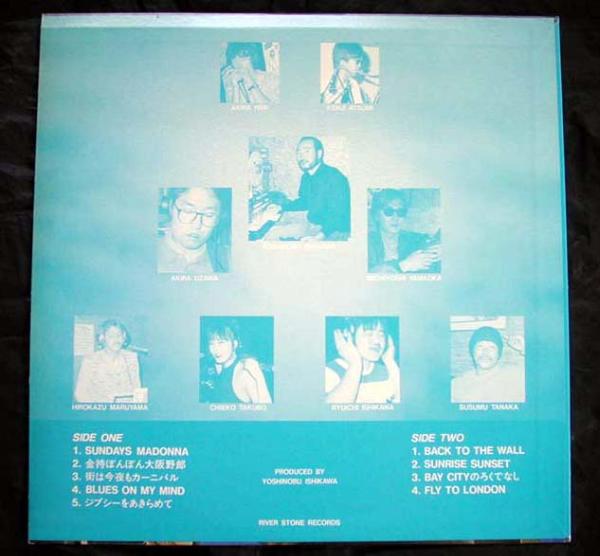 AKIRA UZAWA
HIROKAZU MARUYAMA
CHIEKO TAKUBO
RYUICHI ISHIKAWA
SUSUMU TANAKA
SIDE ONE
1. SUNDAYS MADONNA
2. 金持ぼんぼん大阪野郎
3. 街は今夜もカーニバル
4. BLUES ON MY MIND
5. ジプシーをあきらめて
PRODUCED BY
YOSHINOBU ISHIKAWA
SIDE TWO
1. BACK TO THE WALL
2. SUNRISE SUNSET
3. BAY CITYのろくでなし
4. FLY TO LONDON
RIVER STONE RECORDS